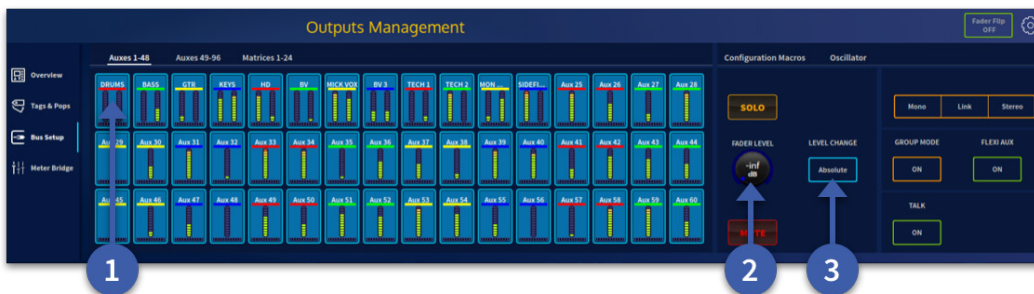 Outputs Management
Fader Flip
OFF
Auxes 1-48 Auxes 49-96 Matrices 1-24
Configuration Macros Oscillator
Overview
Tags & Pops
Bus Setup
Meter Bridge
DRUMS BASS GTR KEYS HD BV MICK VOX BV 3 TECH 1 TECH 2 MON ... SIDEFI... Aux 25 Aux 26 Aux 27 Aux 28
Aux 29 Aux 30 Aux 31 Aux 32 Aux 33 Aux 34 Aux 35 Aux 36 Aux 37 Aux 38 Aux 39 Aux 40 Aux 41 Aux 42 Aux 43 Aux 44
Aux 45 Aux 46 Aux 47 Aux 48 Aux 49 Aux 50 Aux 51 Aux 52 Aux 53 Aux 54 Aux 55 Aux 56 Aux 57 Aux 58 Aux 59 Aux 60
SOLO
FADER LEVEL
-inf
dB
MUTE
LEVEL CHANGE
Absolute
Mono Link Stereo
GROUP MODE FLEXI AUX
ON ON
TALK
ON
1 2 3